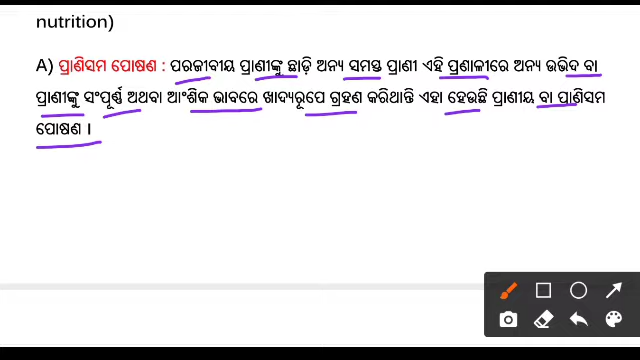 nutrition)
A) ପ୍ରାଣିସମ ପୋଷଣ : ପରଜୀବୀୟ ପ୍ରାଣୀଙ୍କୁ ଛାଡ଼ି ଅନ୍ୟ ସମସ୍ତ ପ୍ରାଣୀ ଏହି ପ୍ରଣାଳୀରେ ଅନ୍ୟ ଉଦ୍ଭିଦ ବା
ପ୍ରାଣୀଙ୍କୁ ସଂପୂର୍ଣ୍ଣ ଅଥବା ଆଂଶିକ ଭାବରେ ଖାଦ୍ୟରୂପେ ଗ୍ରହଣ କରିଥାନ୍ତି ଏହା ହେଉଛି ପ୍ରାଣୀୟ ବା ପ୍ରାଣିସମ
ପୋଷଣ ।